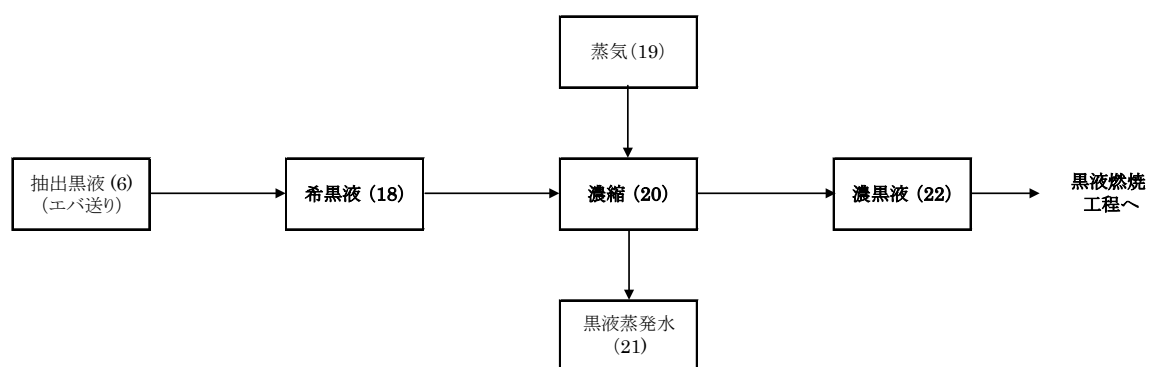 蒸気(19)
抽出黒液 (6)
(エバ送り)
希黒液 (18)
濃縮 (20)
濃黒液 (22)
黒液燃焼
工程へ
黒液蒸発水
(21)